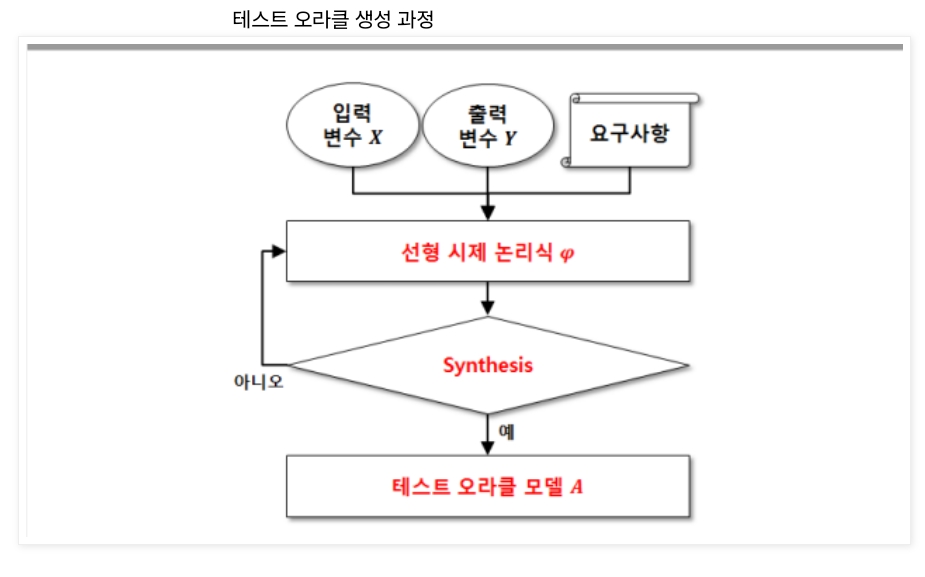 테스트 오라클 생성 과정
입력
변수 X
출력
변수 Y
요구사항
선형 시제 논리식 φ
Synthesis
아니오
예
테스트 오라클 모델 A